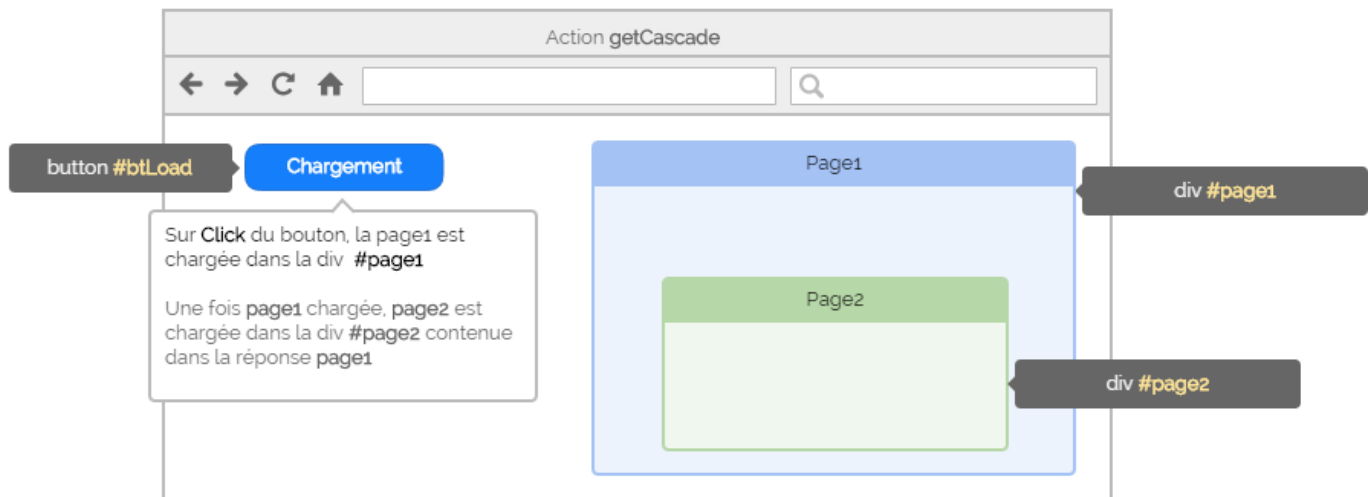 Action getCascade
button #btLoad
Chargement
Sur Click du bouton, la page1 est
chargée dans la div #page1
Une fois page1 chargée, page2 est
chargée dans la div #page2 contenue
dans la réponse page1
Page1
div #page1
Page2
div #page2